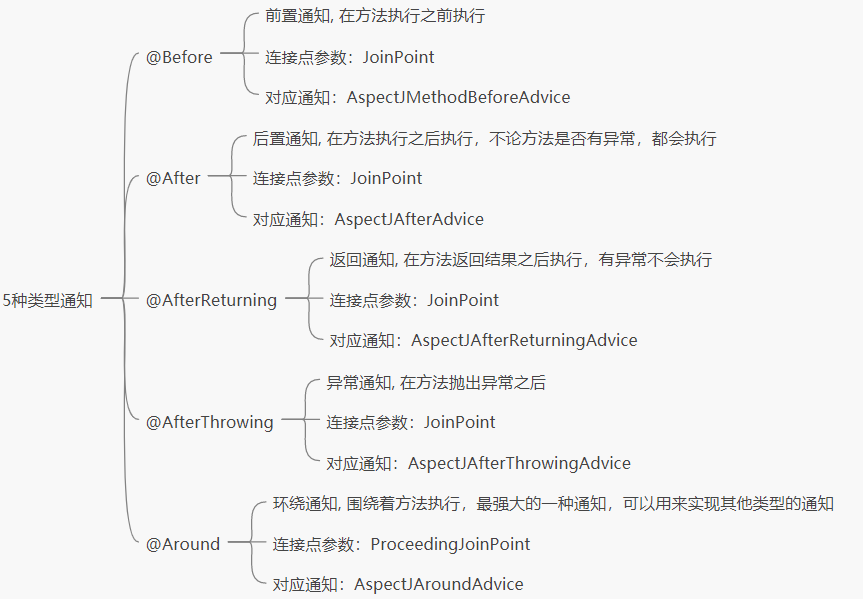 5种类型通知
@Before
前置通知, 在方法执行之前执行
连接点参数：JoinPoint
对应通知：AspectJMethodBeforeAdvice
@After
后置通知, 在方法执行之后执行，不论方法是否有异常，都会执行
连接点参数：JoinPoint
对应通知：AspectJAfterAdvice
@AfterReturning
返回通知, 在方法返回结果之后执行，有异常不会执行
连接点参数：JoinPoint
对应通知：AspectJAfterReturningAdvice
@AfterThrowing
异常通知, 在方法抛出异常之后
连接点参数：JoinPoint
对应通知：AspectJAfterThrowingAdvice
@Around
环绕通知, 围绕着方法执行，最强大的一种通知，可以用来实现其他类型的通知
连接点参数：ProceedingJoinPoint
对应通知：AspectJAroundAdvice